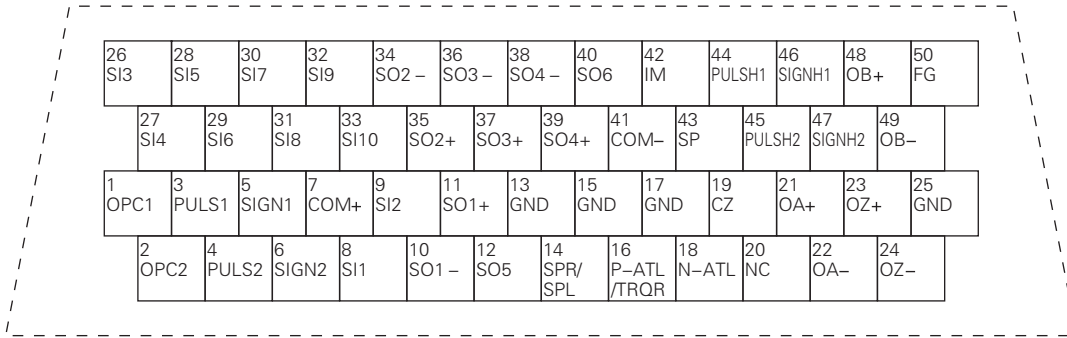 26 28 30 32 34 36 38 40 42 44 46 48 50
SI3 SI5 SI7 SI9 SO2 – SO3 – SO4 – SO6 IM PULSH1 SIGNH1 OB+ FG
27 29 31 33 35 37 39 41 43 45 47 49
SI4 SI6 SI8 SI10 SO2+ SO3+ SO4+ COM– SP PULSH2 SIGNH2 OB–
1 3 5 7 9 11 13 15 17 19 21 23 25
OPC1 PULS1 SIGN1 COM+ SI2 SO1+ GND GND GND CZ OA+ OZ+ GND
2 4 6 8 10 12 14 16 18 20 22 24
OPC2 PULS2 SIGN2 SI1 SO1 – SO5 SPR/ P–ATL N–ATL NC OA– OZ–
SPL /TRQR